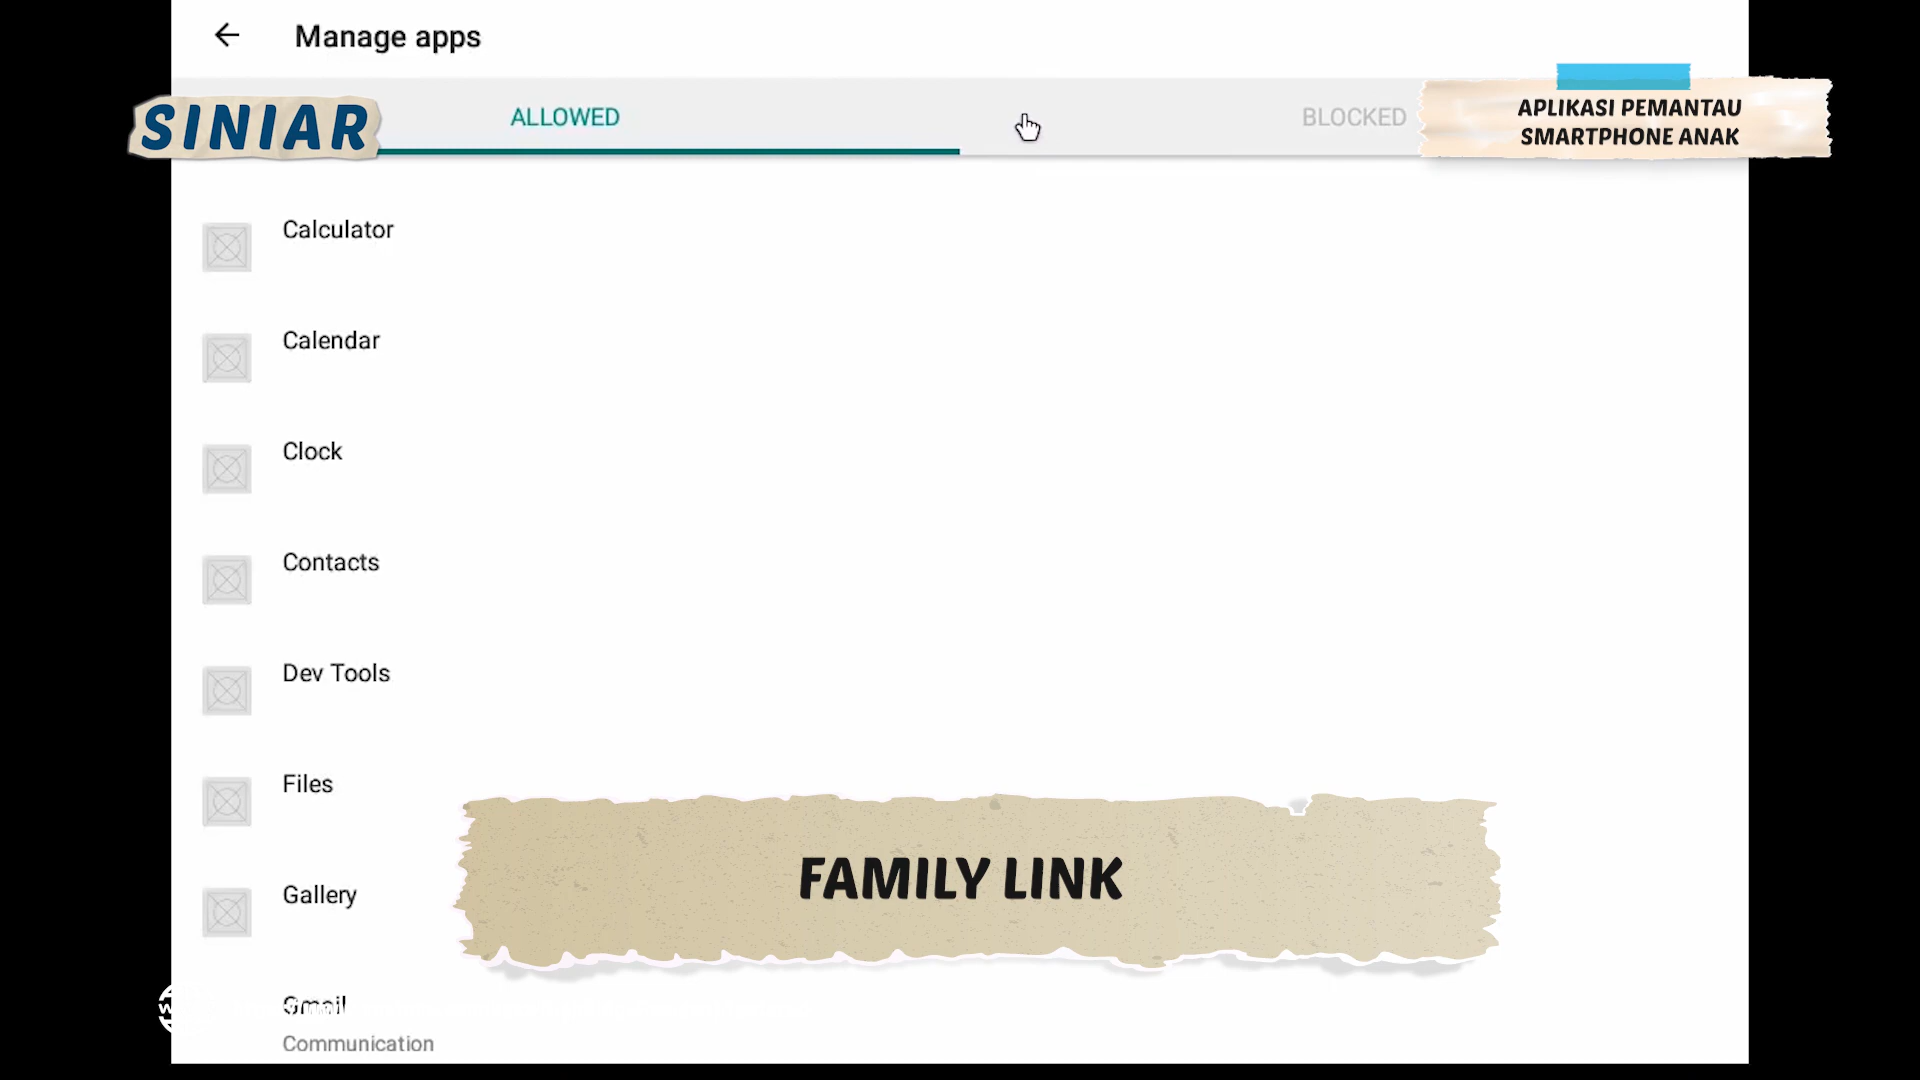 Manage apps
SINIAR
ALLOWED
BLOCKED
APLIKASI PEMANTAU
SMARTPHONE ANAK
Calculator
Calendar
Clock
Contacts
Dev Tools
Files
Gallery
FAMILY LINK
Gmail
Communication